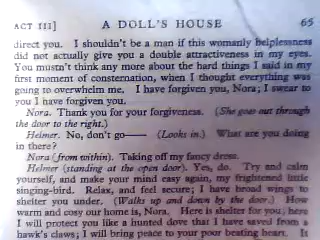 ACT III] A DOLL'S HOUSE 65
direct you. I shouldn't be a man if this womanly helplessness
did not actually give you a double attractiveness in my eyes.
You mustn't think any more about the hard things I said in my
first moment of consternation, when I thought everything was
going to overwhelm me. I have forgiven you, Nora; I swear to
you I have forgiven you.
Nora. Thank you for your forgiveness. (She goes out through
the door to the right.)
Helmer. No, don't go—— (Looks in.) What are you doing
in there?
Nora (from within). Taking off my fancy dress.
Helmer (standing at the open door). Yes, do. Try and calm
yourself, and make your mind easy again, my frightened little
singing-bird. Relax, and feel secure; I have broad wings to
shelter you under. (Walks up and down by the door.) How
warm and cosy our home is, Nora. Here is shelter for you; here
I will protect you like a hunted dove that I have saved from a
hawk's claws; I will bring peace to your poor beating heart. It